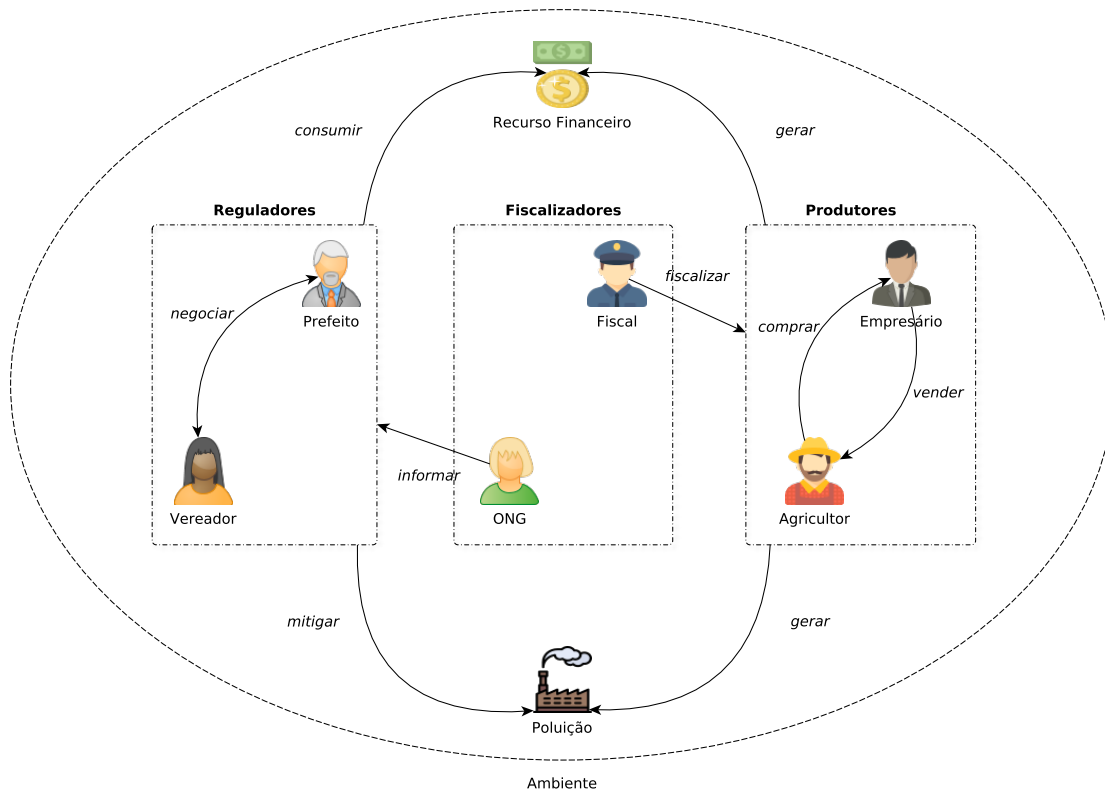 Recurso Financeiro
consumir
gerar
Reguladores
Fiscalizadores
Produtores
fiscalizar
negociar
Prefeito
Fiscal
comprar
Empresário
vender
informar
Vereador
ONG
Agricultor
mitigar
gerar
Poluição
Ambiente